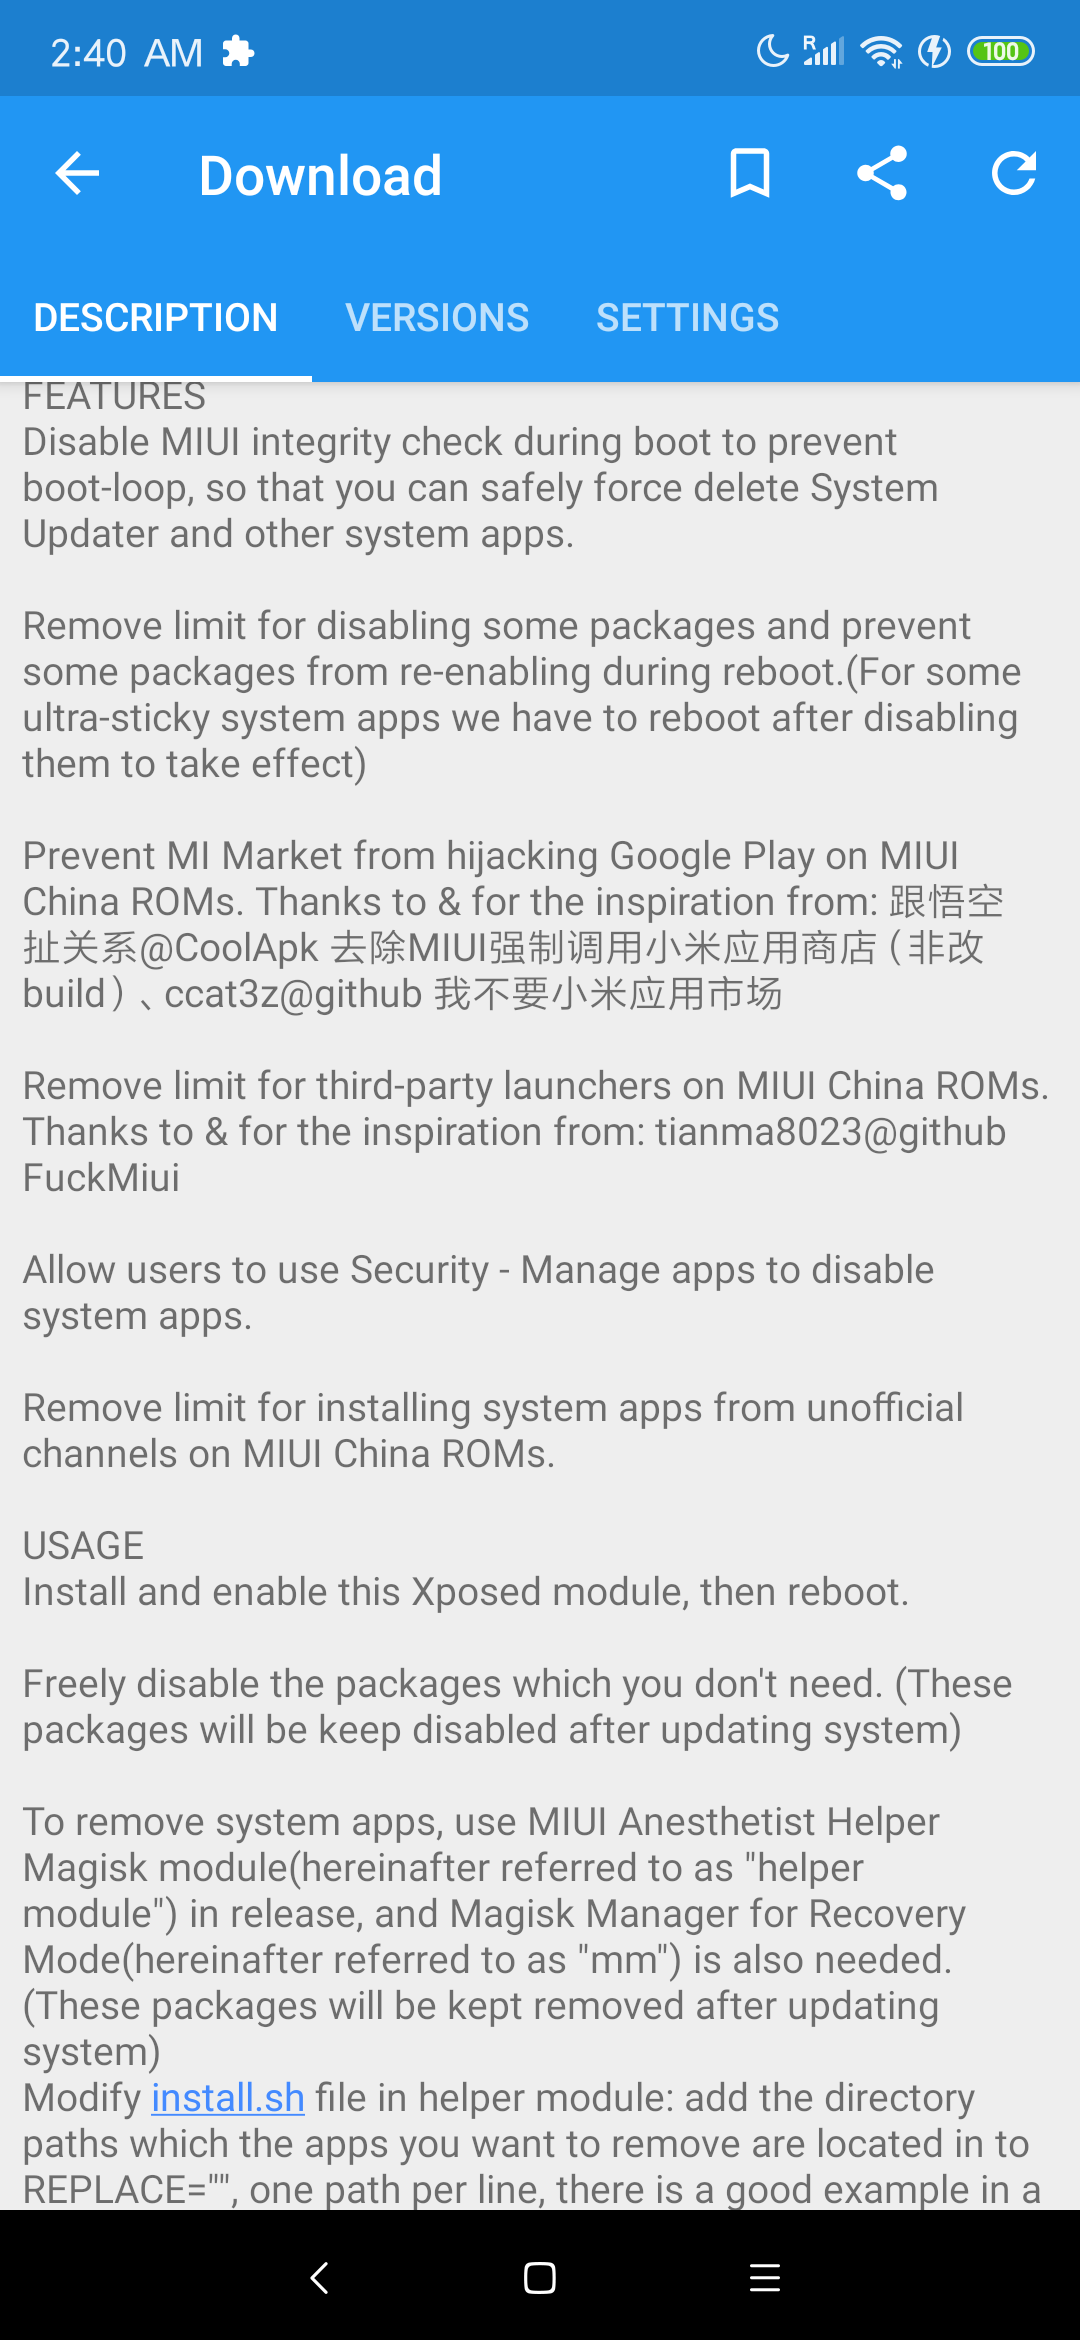 2:40 AM
R
100
Download
DESCRIPTION VERSIONS SETTINGS
FEATURES
Disable MIUI integrity check during boot to prevent
boot-loop, so that you can safely force delete System
Updater and other system apps.
Remove limit for disabling some packages and prevent
some packages from re-enabling during reboot.(For some
ultra-sticky system apps we have to reboot after disabling
them to take effect)
Prevent MI Market from hijacking Google Play on MIUI
China ROMs. Thanks to & for the inspiration from: 跟悟空
扯关系@CoolApk 去除MIUI强制调用小米应用商店（非改
build）、ccat3z@github 我不要小米应用市场
Remove limit for third-party launchers on MIUI China ROMs.
Thanks to & for the inspiration from: tianma8023@github
FuckMiui
Allow users to use Security - Manage apps to disable
system apps.
Remove limit for installing system apps from unofficial
channels on MIUI China ROMs.
USAGE
Install and enable this Xposed module, then reboot.
Freely disable the packages which you don't need. (These
packages will be keep disabled after updating system)
To remove system apps, use MIUI Anesthetist Helper
Magisk module(hereinafter referred to as "helper
module") in release, and Magisk Manager for Recovery
Mode(hereinafter referred to as "mm") is also needed.
(These packages will be kept removed after updating
system)
Modify install.sh file in helper module: add the directory
paths which the apps you want to remove are located in to
REPLACE="", one path per line, there is a good example in a